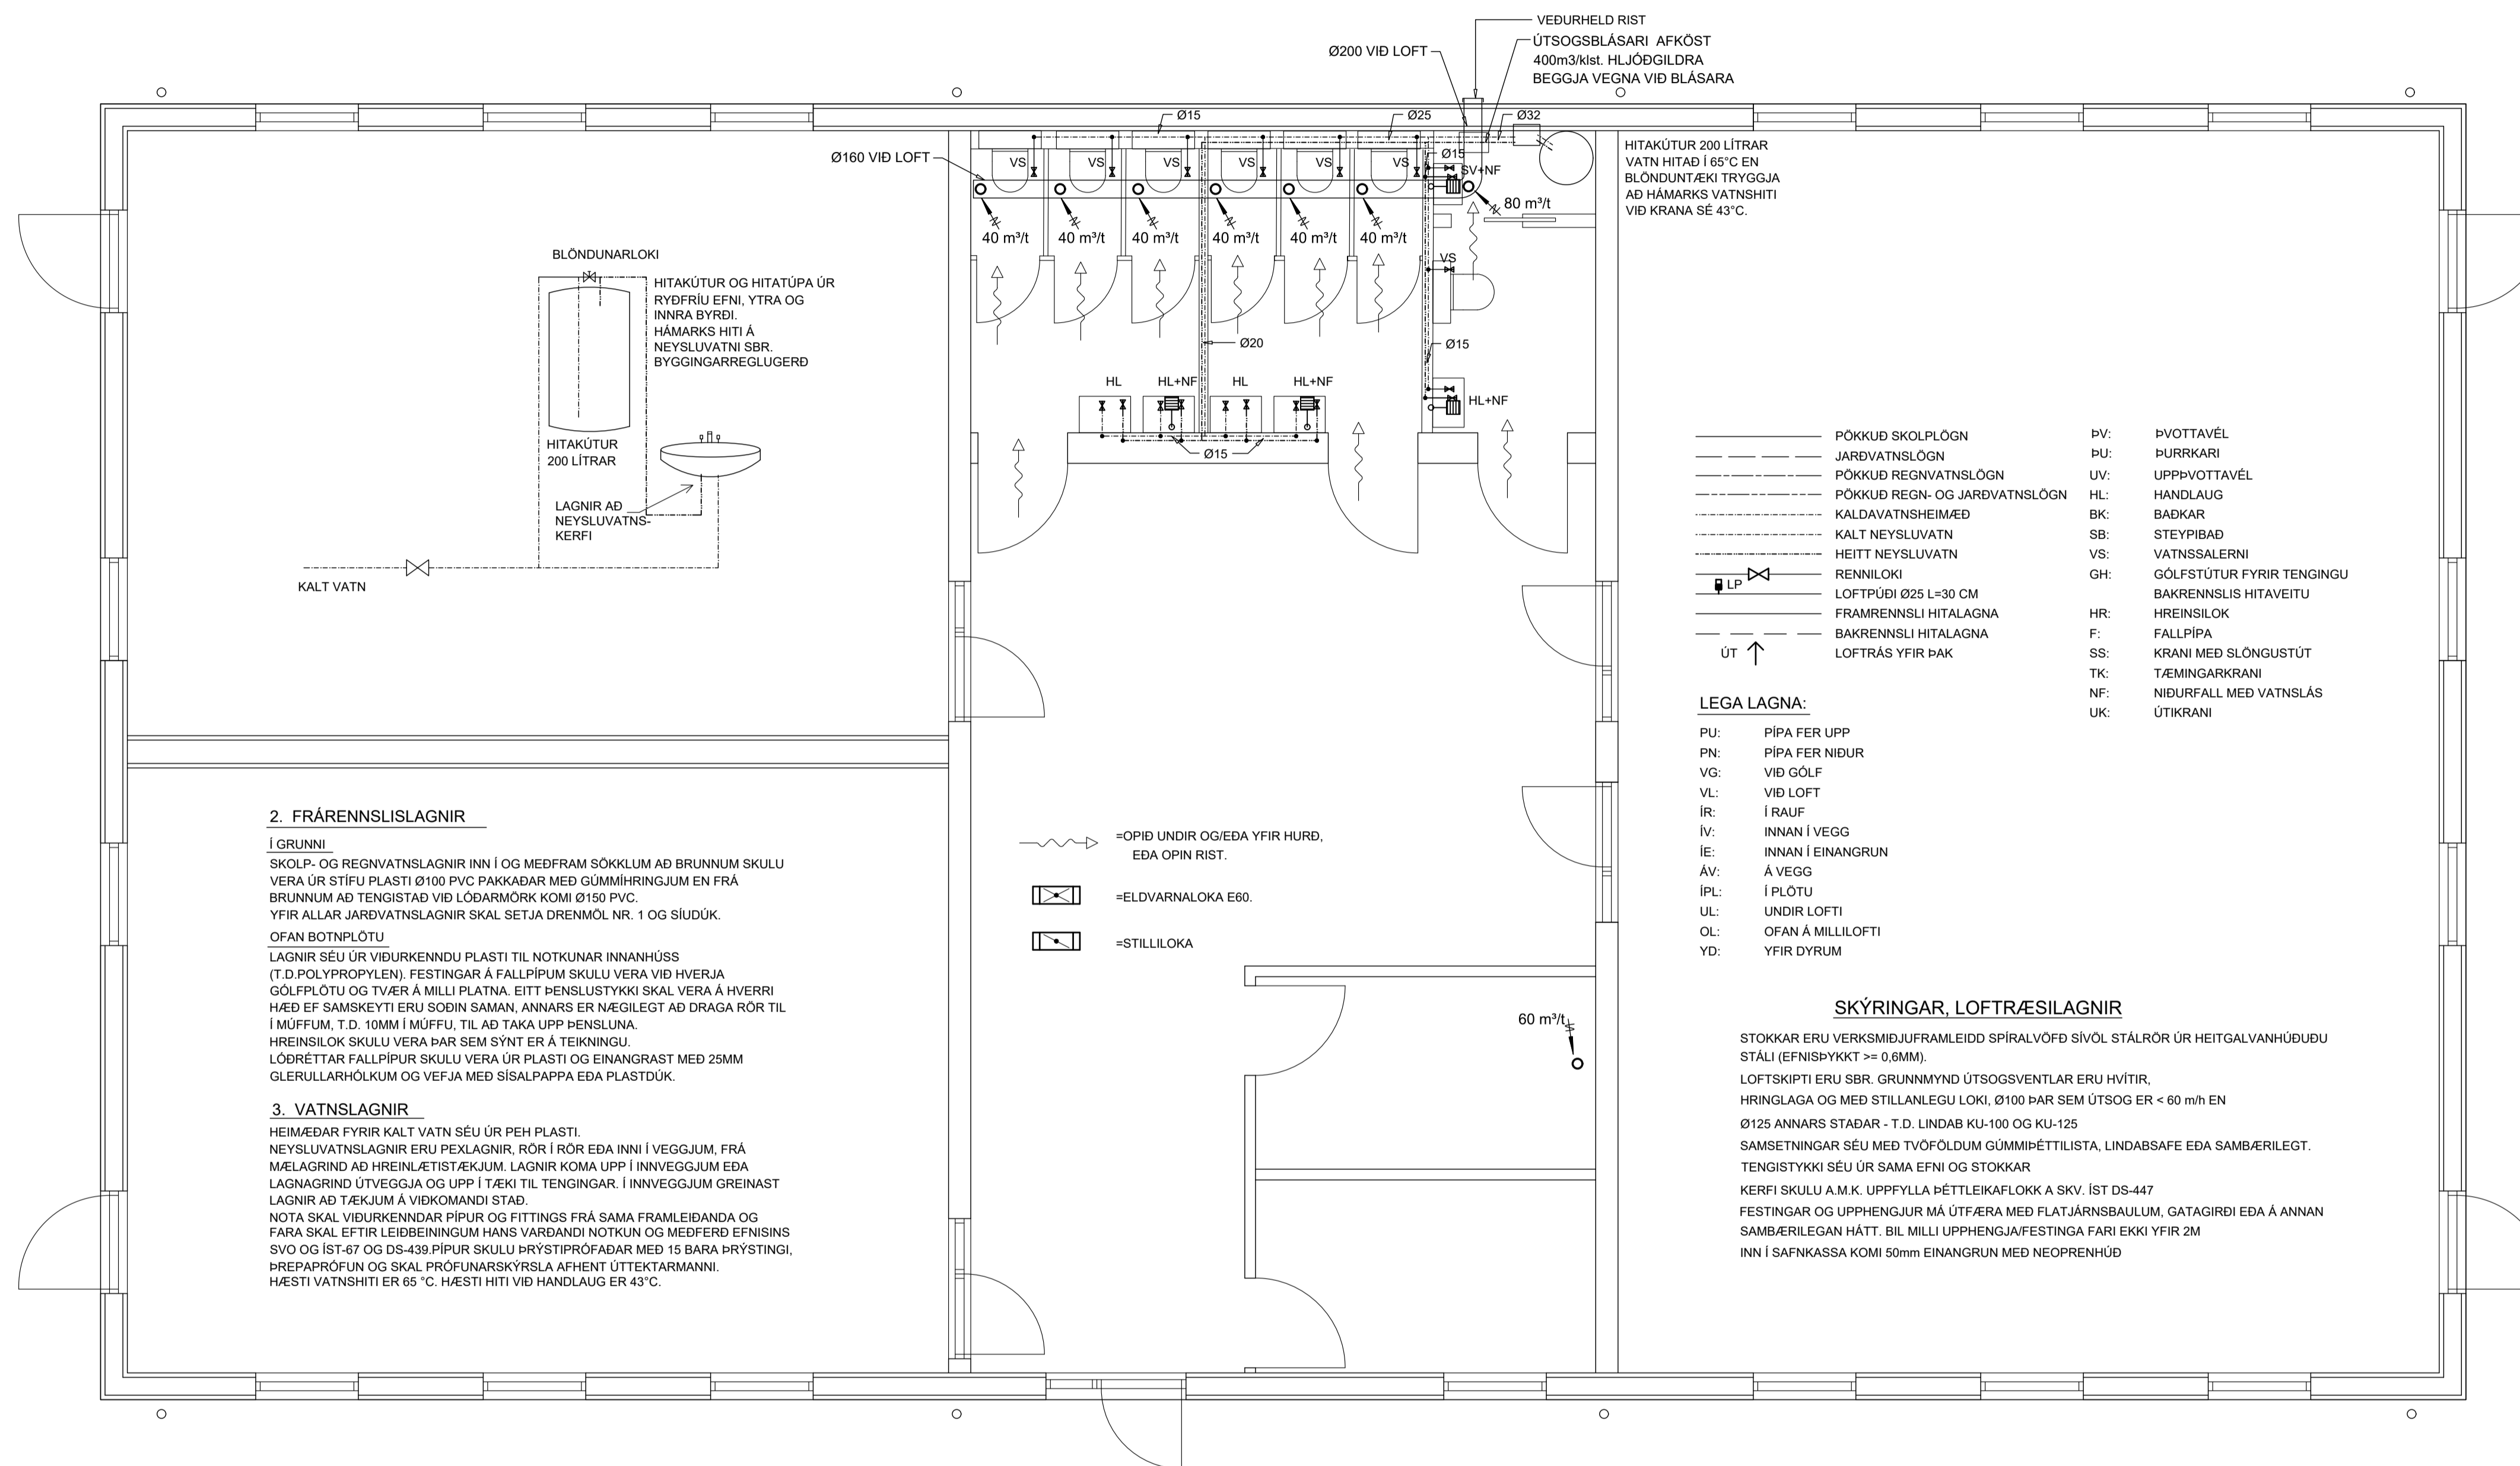 VEÐURHELD RIST
ÚTSOGSBLÁSARI AFKÖST
400m3/klst. HLJÓÐGILDRA
BEGGJA VEGNA VIÐ BLÁSARA
Ø200 VIÐ LOFT
Ø15
Ø25
Ø32
Ø160 VIÐ LOFT
VS
VS
VS
VS
VS
VS
Ø15
SV+NF
80 m³/t
40 m³/t
40 m³/t
40 m³/t
40 m³/t
40 m³/t
40 m³/t
VS
Ø20
Ø15
HL
HL+NF
HL
HL+NF
HL+NF
Ø15
HITAKÚTUR 200 LÍTRAR
VATN HITAÐ Í 65°C EN
BLÖNDUNTÆKI TRYGGJA
AÐ HÁMARKS VATNSHITI
VIÐ KRANA SÉ 43°C.
BLÖNDUNARLOKI
HITAKÚTUR OG HITATÚPA ÚR
RYÐFRÍU EFNI, YTRA OG
INNRA BYRÐI.
HÁMARKS HITI Á
NEYSLUVATNI SBR.
BYGGINGARREGLUGERÐ
HITAKÚTUR
200 LÍTRAR
LAGNIR AÐ
NEYSLUVATNS-
KERFI
KALT VATN
PÖKKUÐ SKOLPLÖGN
JARÐVATNSLÖGN
PÖKKUÐ REGNVATNSLÖGN
PÖKKUÐ REGN- OG JARÐVATNSLÖGN
KALDAVATNSHEIMÆÐ
KALT NEYSLUVATN
HEITT NEYSLUVATN
RENNILOKI
LP
LOFTPÚÐI Ø25 L=30 CM
FRAMRENNSLI HITALAGNA
BAKRENNSLI HITALAGNA
ÚT LOFTRÁS YFIR ÞAK
ÞV: ÞVOTTAVÉL
ÞU: ÞURRKARI
UV: UPPÞVOTTAVÉL
HL: HANDLAUG
BK: BAÐKAR
SB: STEYPIBAÐ
VS: VATNSSALERNI
GH: GÓLFSTÚTUR FYRIR TENGINGU
BAKRENNSLIS HITAVEITU
HR: HREINSILOK
F: FALLPÍPA
SS: KRANI MEÐ SLÖNGUSTÚT
TK: TÆMINGARKRANI
NF: NIÐURFALL MEÐ VATNSLÁS
UK: ÚTIKRANI
LEGA LAGNA:
PU: PÍPA FER UPP
PN: PÍPA FER NIÐUR
VG: VIÐ GÓLF
VL: VIÐ LOFT
ÍR: Í RAUF
ÍV: INNAN Í VEGG
ÍE: INNAN Í EINANGRUN
ÁV: Á VEGG
ÍPL: Í PLÖTU
UL: UNDIR LOFTI
OL: OFAN Á MILLILOFTI
YD: YFIR DYRUM
2. FRÁRENNSLISLAGNIR
Í GRUNNI
SKOLP- OG REGNVATNSLAGNIR INN Í OG MEÐFRAM SÖKKLUM AÐ BRUNNUM SKULU
VERA ÚR STÍFU PLASTI Ø100 PVC PAKKAÐAR MEÐ GÚMMÍHRINGJUM EN FRÁ
BRUNNUM AÐ TENGISTAÐ VIÐ LÓÐARMÖRK KOMI Ø150 PVC.
YFIR ALLAR JARÐVATNSLAGNIR SKAL SETJA DRENMÖL NR. 1 OG SÍUDÚK.
OFAN BOTNPLÖTU
LAGNIR SÉU ÚR VIÐURKENNDU PLASTI TIL NOTKUNAR INNANHÚSS
(T.D.POLYPROPYLEN). FESTINGAR Á FALLPÍPUM SKULU VERA VIÐ HVERJA
GÓLFPLÖTU OG TVÆR Á MILLI PLATNA. EITT ÞENSLUSTYKKI SKAL VERA Á HVERRI
HÆÐ EF SAMSKEYTI ERU SOÐIN SAMAN, ANNARS ER NÆGILEGT AÐ DRAGA RÖR TIL
Í MÚFFUM, T.D. 10MM Í MÚFFU, TIL AÐ TAKA UPP ÞENSLUNA.
HREINSILOK SKULU VERA ÞAR SEM SÝNT ER Á TEIKNINGU.
LÓÐRÉTTAR FALLPÍPUR SKULU VERA ÚR PLASTI OG EINANGRAST MEÐ 25MM
GLERULLARHÓLKUM OG VEFJA MEÐ SÍSALPAPPA EÐA PLASTDÚK.
3. VATNSLAGNIR
HEIMÆÐAR FYRIR KALT VATN SÉU ÚR PEH PLASTI.
NEYSLUVATNSLAGNIR ERU PEXLAGNIR, RÖR Í RÖR EÐA INNI Í VEGGJUM, FRÁ
MÆLAGRIND AÐ HREINLÆTISTÆKJUM. LAGNIR KOMA UPP Í INNVEGGJUM EÐA
LAGNAGRIND ÚTVEGGJA OG UPP Í TÆKI TIL TENGINGAR. Í INNVEGGJUM GREINAST
LAGNIR AÐ TÆKJUM Á VIÐKOMANDI STAÐ.
NOTA SKAL VIÐURKENNDAR PÍPUR OG FITTINGS FRÁ SAMA FRAMLEIÐANDA OG
FARA SKAL EFTIR LEIÐBEININGUM HANS VARÐANDI NOTKUN OG MEÐFERÐ EFNISINS
SVO OG ÍST-67 OG DS-439.PÍPUR SKULU ÞRÝSTIPRÓFAÐAR MEÐ 15 BARA ÞRÝSTINGI,
ÞREPAPRÓFUN OG SKAL PRÓFUNARSKÝRSLA AFHENT ÚTTEKTARMANNI.
HÆSTI VATNSHITI ER 65 °C. HÆSTI HITI VIÐ HANDLAUG ER 43°C.
=OPIÐ UNDIR OG/EÐA YFIR HURÐ,
EÐA OPIN RIST.
=ELDVARNALOKA E60.
=STILLILOKA
60 m³/t
SKÝRINGAR, LOFTRÆSILAGNIR
STOKKAR ERU VERKSMIÐJUFRAMLEIDD SPÍRALVÖFÐ SÍVÖL STÁLRÖR ÚR HEITGALVANHÚÐUÐU
STÁLI (EFNISÞYKKT >= 0,6MM).
LOFTSKIPTI ERU SBR. GRUNNMYND ÚTSOGSVENTLAR ERU HVÍTIR,
HRINGLAGA OG MEÐ STILLANLEGU LOKI, Ø100 ÞAR SEM ÚTSOG ER < 60 m/h EN
Ø125 ANNARS STAÐAR - T.D. LINDAB KU-100 OG KU-125
SAMSETNINGAR SÉU MEÐ TVÖFÖLDUM GÚMMIÞÉTTILISTA, LINDABSAFE EÐA SAMBÆRILEGT.
TENGISTYKKI SÉU ÚR SAMA EFNI OG STOKKAR
KERFI SKULU A.M.K. UPPFYLLA ÞÉTTLEIKAFLOKK A SKV. ÍST DS-447
FESTINGAR OG UPPHENGJUR MÁ ÚTFÆRA MEÐ FLATJÁRNSBAULUM, GATAGIRÐI EÐA Á ANNAN
SAMBÆRILEGAN HÁTT. BIL MILLI UPPHENGJA/FESTINGA FARI EKKI YFIR 2M
INN Í SAFNKASSA KOMI 50mm EINANGRUN MEÐ NEOPRENHÚÐ